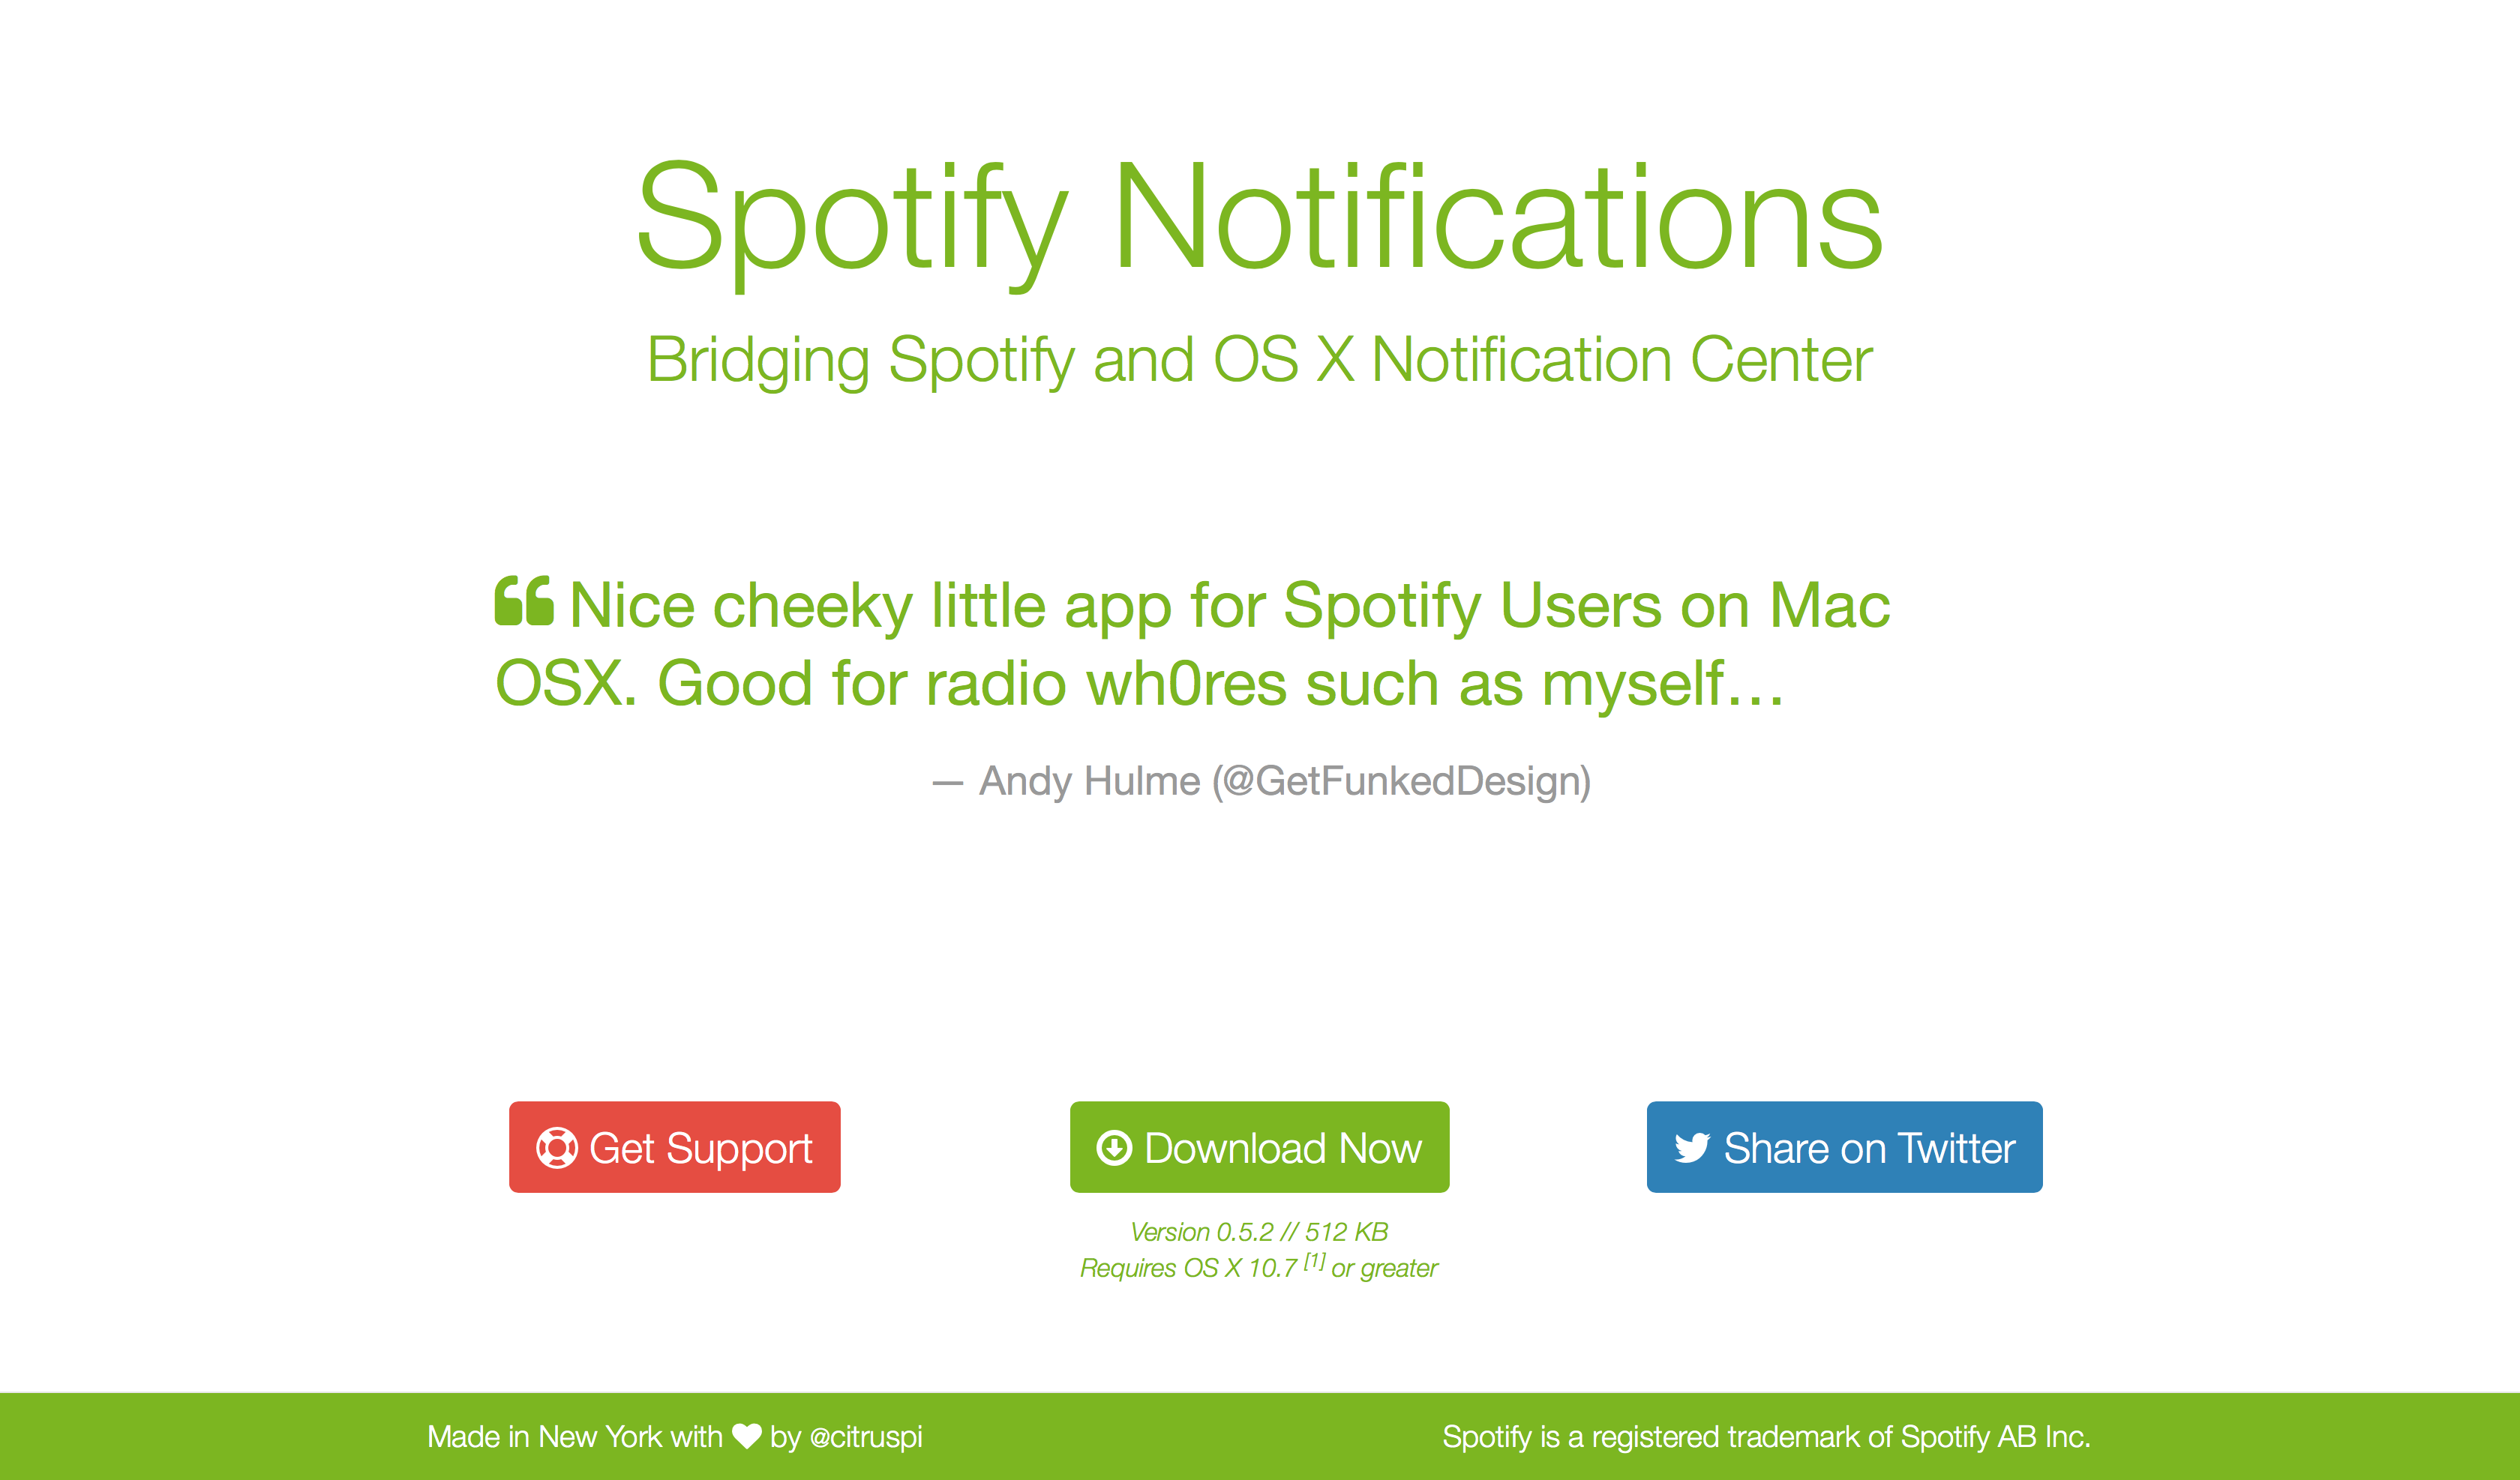 Spotify Notifications
Bridging Spotify and OS X Notification Center
Nice cheeky little app for Spotify Users on Mac
OSX. Good for radio wh0res such as myself…
— Andy Hulme (@GetFunkedDesign)
Get Support
Download Now
Share on Twitter
Version 0.5.2 // 512 KB
Requires OS X 10.7 [1] or greater
Made in New York with ♥ by @citruspi
Spotify is a registered trademark of Spotify AB Inc.